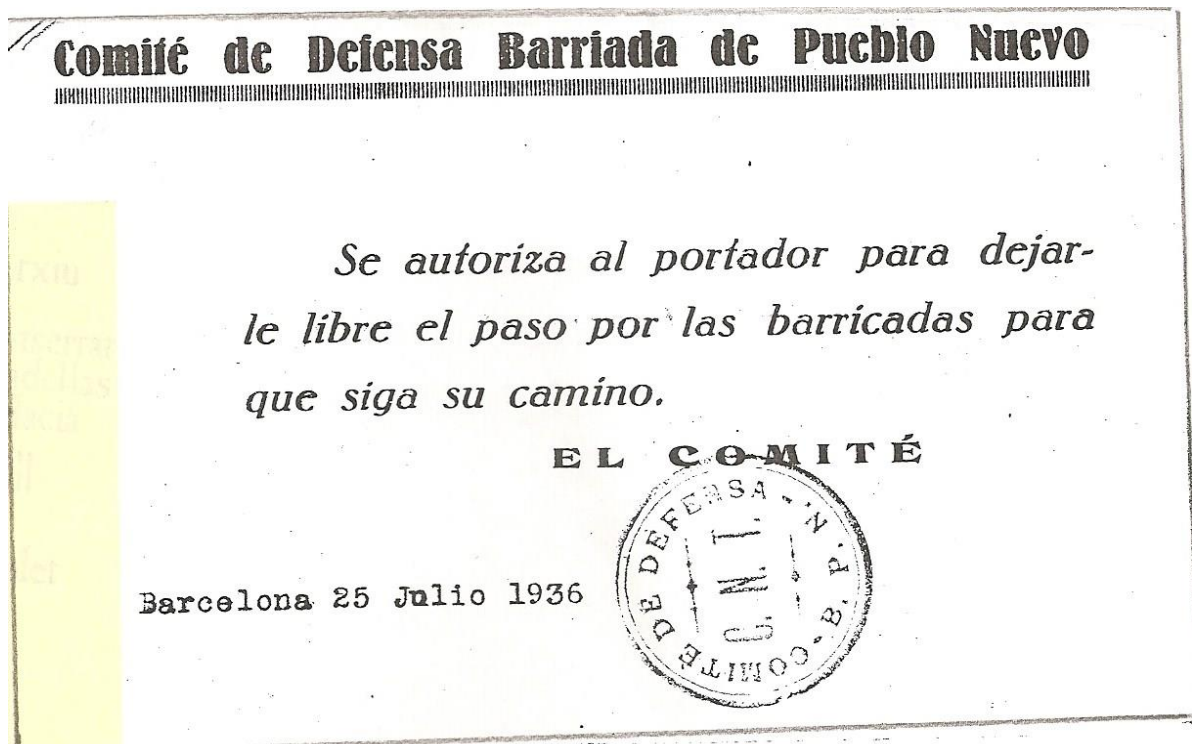 Comité de Defensa Barriada de Pueblo Nuevo
Se autoriza al portador para dejar-
le libre el paso por las barricadas para
que siga su camino.
EL COMITÉ
COMITÉ DE DEFENSA - B. P. N.
C. N. T.
Barcelona 25 Julio 1936